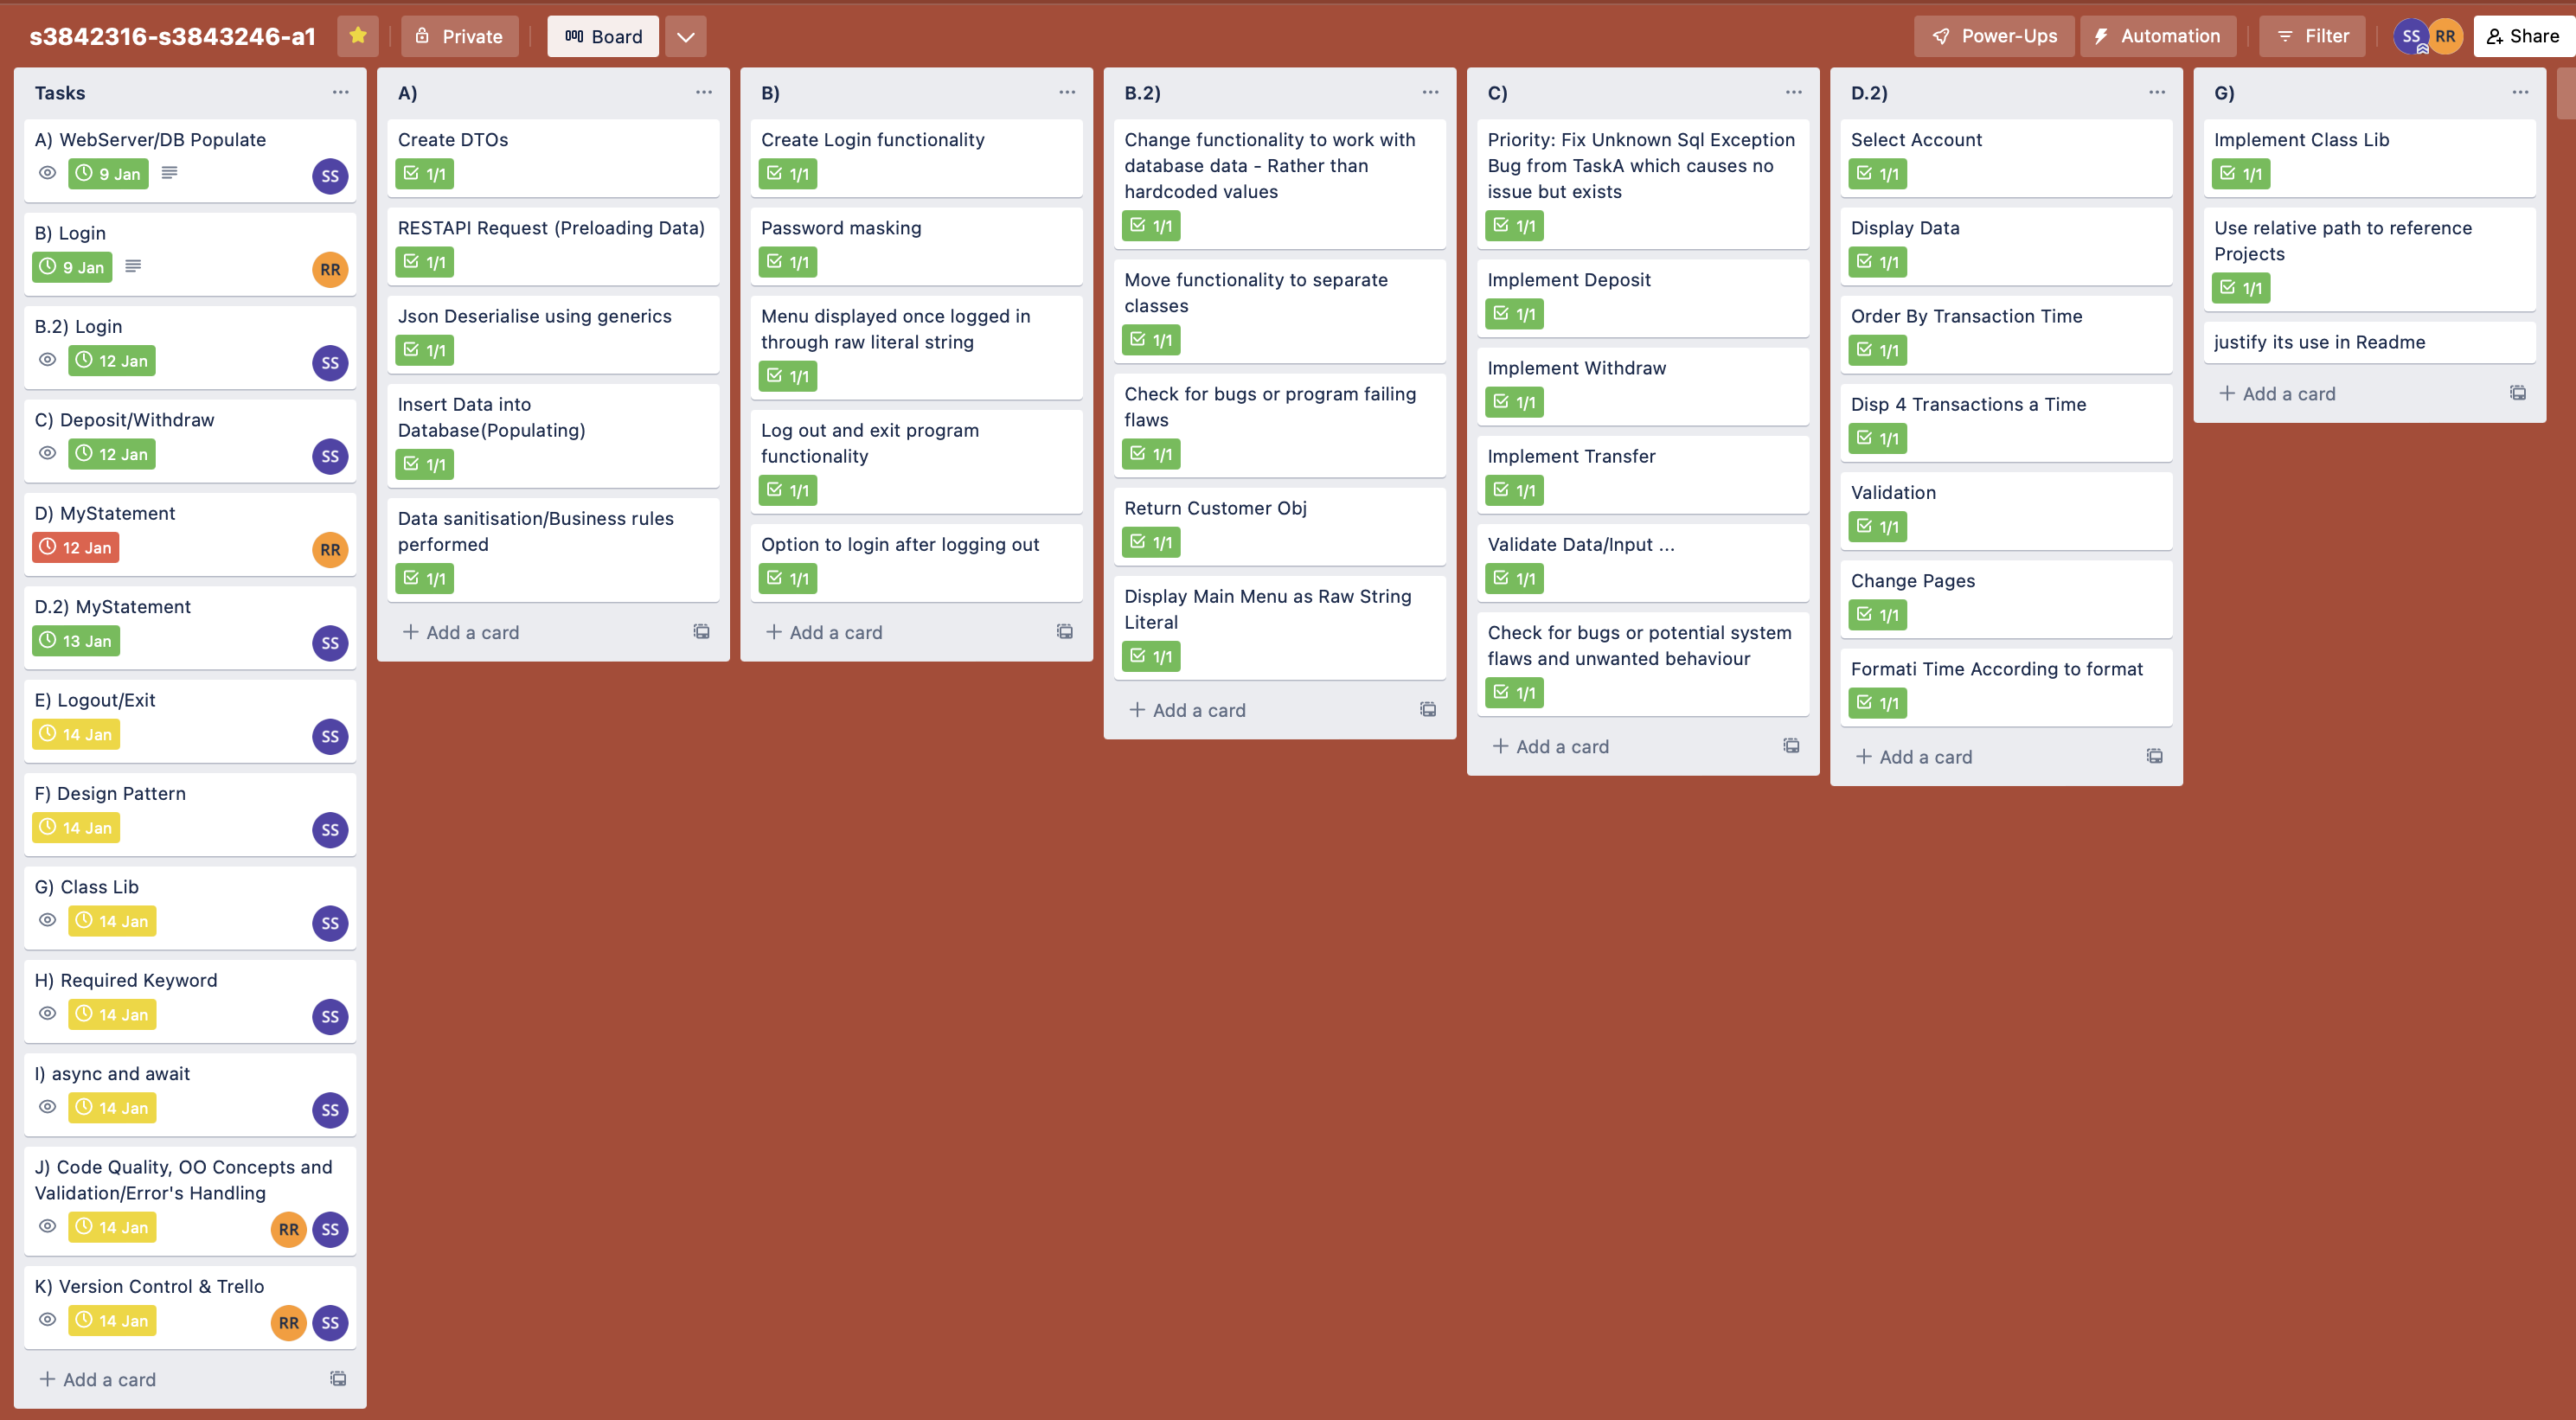 s3842316-s3843246-a1
Private
Board
Power-Ups
Automation
Filter
SS
RR
Share
Tasks
A) WebServer/DB Populate
9 Jan
SS
B) Login
9 Jan
RR
B.2) Login
12 Jan
SS
C) Deposit/Withdraw
12 Jan
SS
D) MyStatement
12 Jan
RR
D.2) MyStatement
13 Jan
SS
E) Logout/Exit
14 Jan
SS
F) Design Pattern
14 Jan
SS
G) Class Lib
14 Jan
SS
H) Required Keyword
14 Jan
SS
I) async and await
14 Jan
SS
J) Code Quality, OO Concepts and
Validation/Error's Handling
14 Jan
RR
SS
K) Version Control & Trello
14 Jan
RR
SS
+ Add a card
A)
Create DTOs
1/1
RESTAPI Request (Preloading Data)
1/1
Json Deserialise using generics
1/1
Insert Data into
Database(Populating)
1/1
Data sanitisation/Business rules
performed
1/1
+ Add a card
B)
Create Login functionality
1/1
Password masking
1/1
Menu displayed once logged in
through raw literal string
1/1
Log out and exit program
functionality
1/1
Option to login after logging out
1/1
+ Add a card
B.2)
Change functionality to work with
database data - Rather than
hardcoded values
1/1
Move functionality to separate
classes
1/1
Check for bugs or program failing
flaws
1/1
Return Customer Obj
1/1
Display Main Menu as Raw String
Literal
1/1
+ Add a card
C)
Priority: Fix Unknown Sql Exception
Bug from TaskA which causes no
issue but exists
1/1
Implement Deposit
1/1
Implement Withdraw
1/1
Implement Transfer
1/1
Validate Data/Input ...
1/1
Check for bugs or potential system
flaws and unwanted behaviour
1/1
+ Add a card
D.2)
Select Account
1/1
Display Data
1/1
Order By Transaction Time
1/1
Disp 4 Transactions a Time
1/1
Validation
1/1
Change Pages
1/1
Formati Time According to format
1/1
+ Add a card
G)
Implement Class Lib
1/1
Use relative path to reference
Projects
1/1
justify its use in Readme
+ Add a card